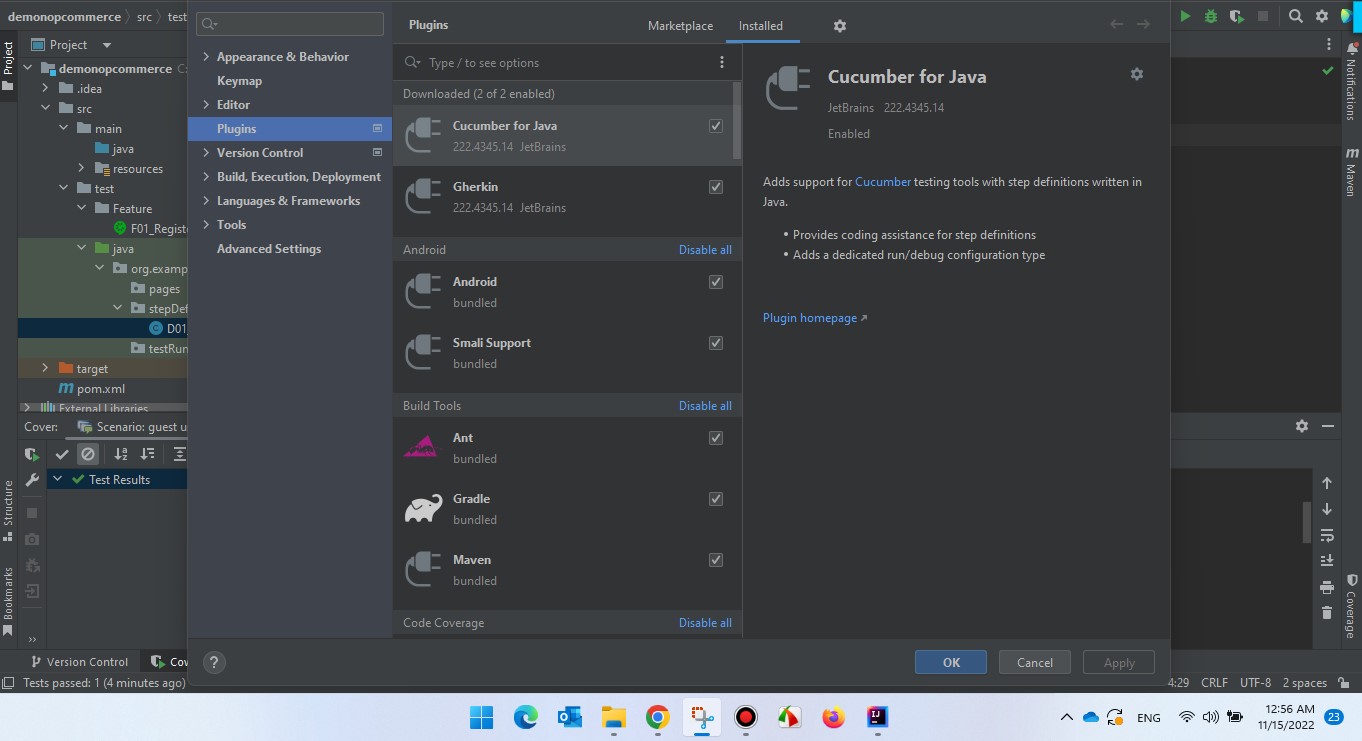 demonopcommerce
src
test
Project
demonopcommerce
.idea
src
main
java
resources
test
Feature
F01_Registe
java
org.examp
pages
stepDef
D01
testRun
target
pom.xml
External Libraries
Cover:
Scenario: guest u
Test Results
Version Control
Cov
Tests passed: 1 (4 minutes ago)
Project
Structure
Bookmarks
Appearance & Behavior
Keymap
Editor
Plugins
Version Control
Build, Execution, Deployment
Languages & Frameworks
Tools
Advanced Settings
?
Plugins
Marketplace
Installed
Type / to see options
Downloaded (2 of 2 enabled)
Cucumber for Java
222.4345.14 JetBrains
Gherkin
222.4345.14 JetBrains
Android
Disable all
Android
bundled
Smali Support
bundled
Build Tools
Disable all
Ant
bundled
Gradle
bundled
Maven
bundled
Code Coverage
Disable all
Cucumber for Java
JetBrains 222.4345.14
Enabled
Adds support for Cucumber testing tools with step definitions written in
Java.
• Provides coding assistance for step definitions
• Adds a dedicated run/debug configuration type
Plugin homepage
OK
Cancel
Apply
Notifications
Maven
Coverage
4:29 CRLF UTF-8 2 spaces
ENG
12:56 AM
11/15/2022
23